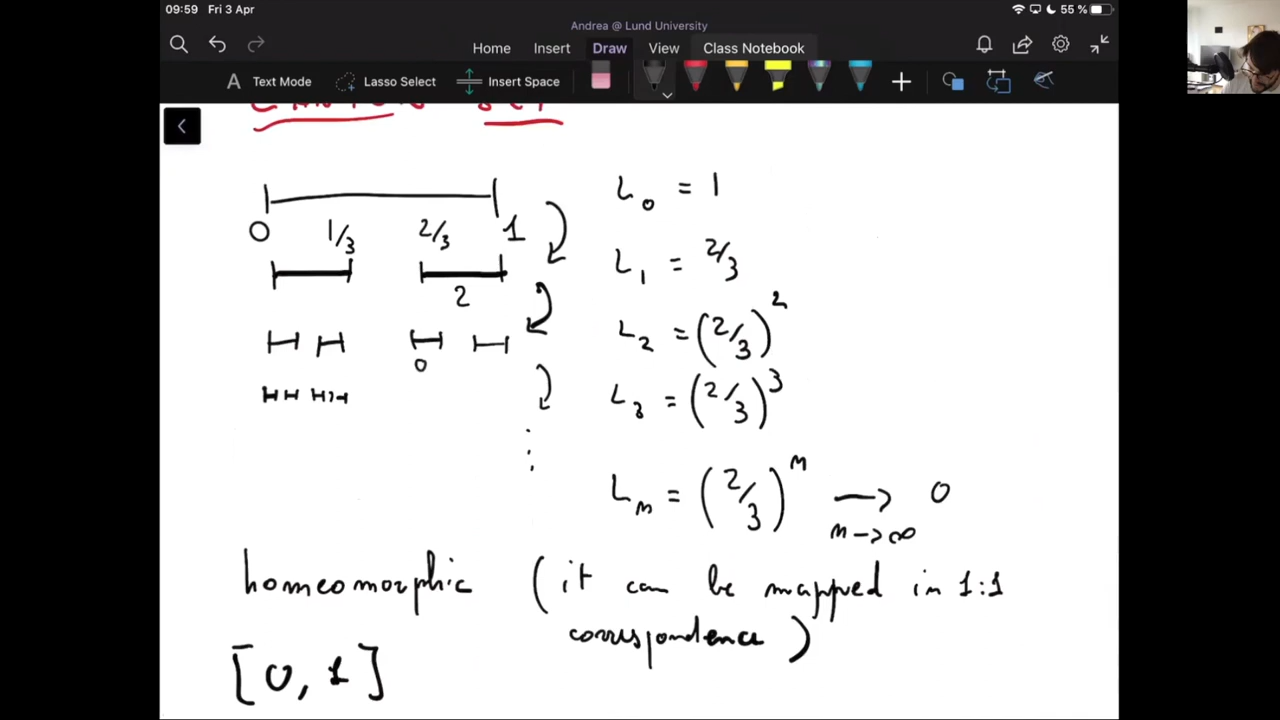 09:59 Fri 3 Apr
55 %
Andrea @ Lund University
Home Insert Draw View Class Notebook
Text Mode Lasso Select Insert Space
L₀ = 1
0 1/3 2/3 1
L₁ = 2/3
2
L₂ = (2/3)²
0
L₃ = (2/3)³
⋮
Lₙ = (2/3)ⁿ → 0
n → ∞
homeomorphic (it can be mapped in 1:1
correspondence)
[0, 1]